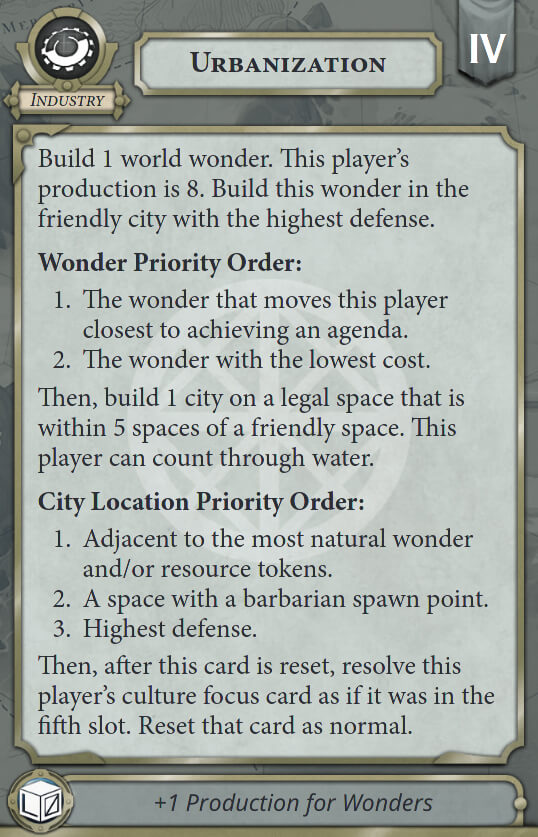 IV
Urbanization
Industry
Build 1 world wonder. This player's
production is 8. Build this wonder in the
friendly city with the highest defense.
Wonder Priority Order:
1. The wonder that moves this player
closest to achieving an agenda.
2. The wonder with the lowest cost.
Then, build 1 city on a legal space that is
within 5 spaces of a friendly space. This
player can count through water.
City Location Priority Order:
1. Adjacent to the most natural wonder
and/or resource tokens.
2. A space with a barbarian spawn point.
3. Highest defense.
Then, after this card is reset, resolve this
player's culture focus card as if it was in the
fifth slot. Reset that card as normal.
+1 Production for Wonders